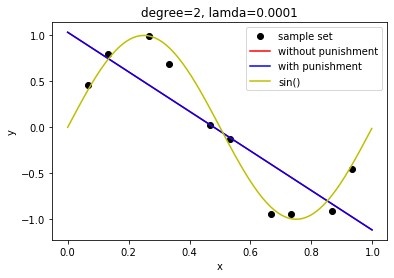 degree=2, lamda=0.0001
sample set
without punishment
with punishment
sin()
1.0
0.5
0.0
−0.5
−1.0
y
0.0 0.2 0.4 0.6 0.8 1.0
x